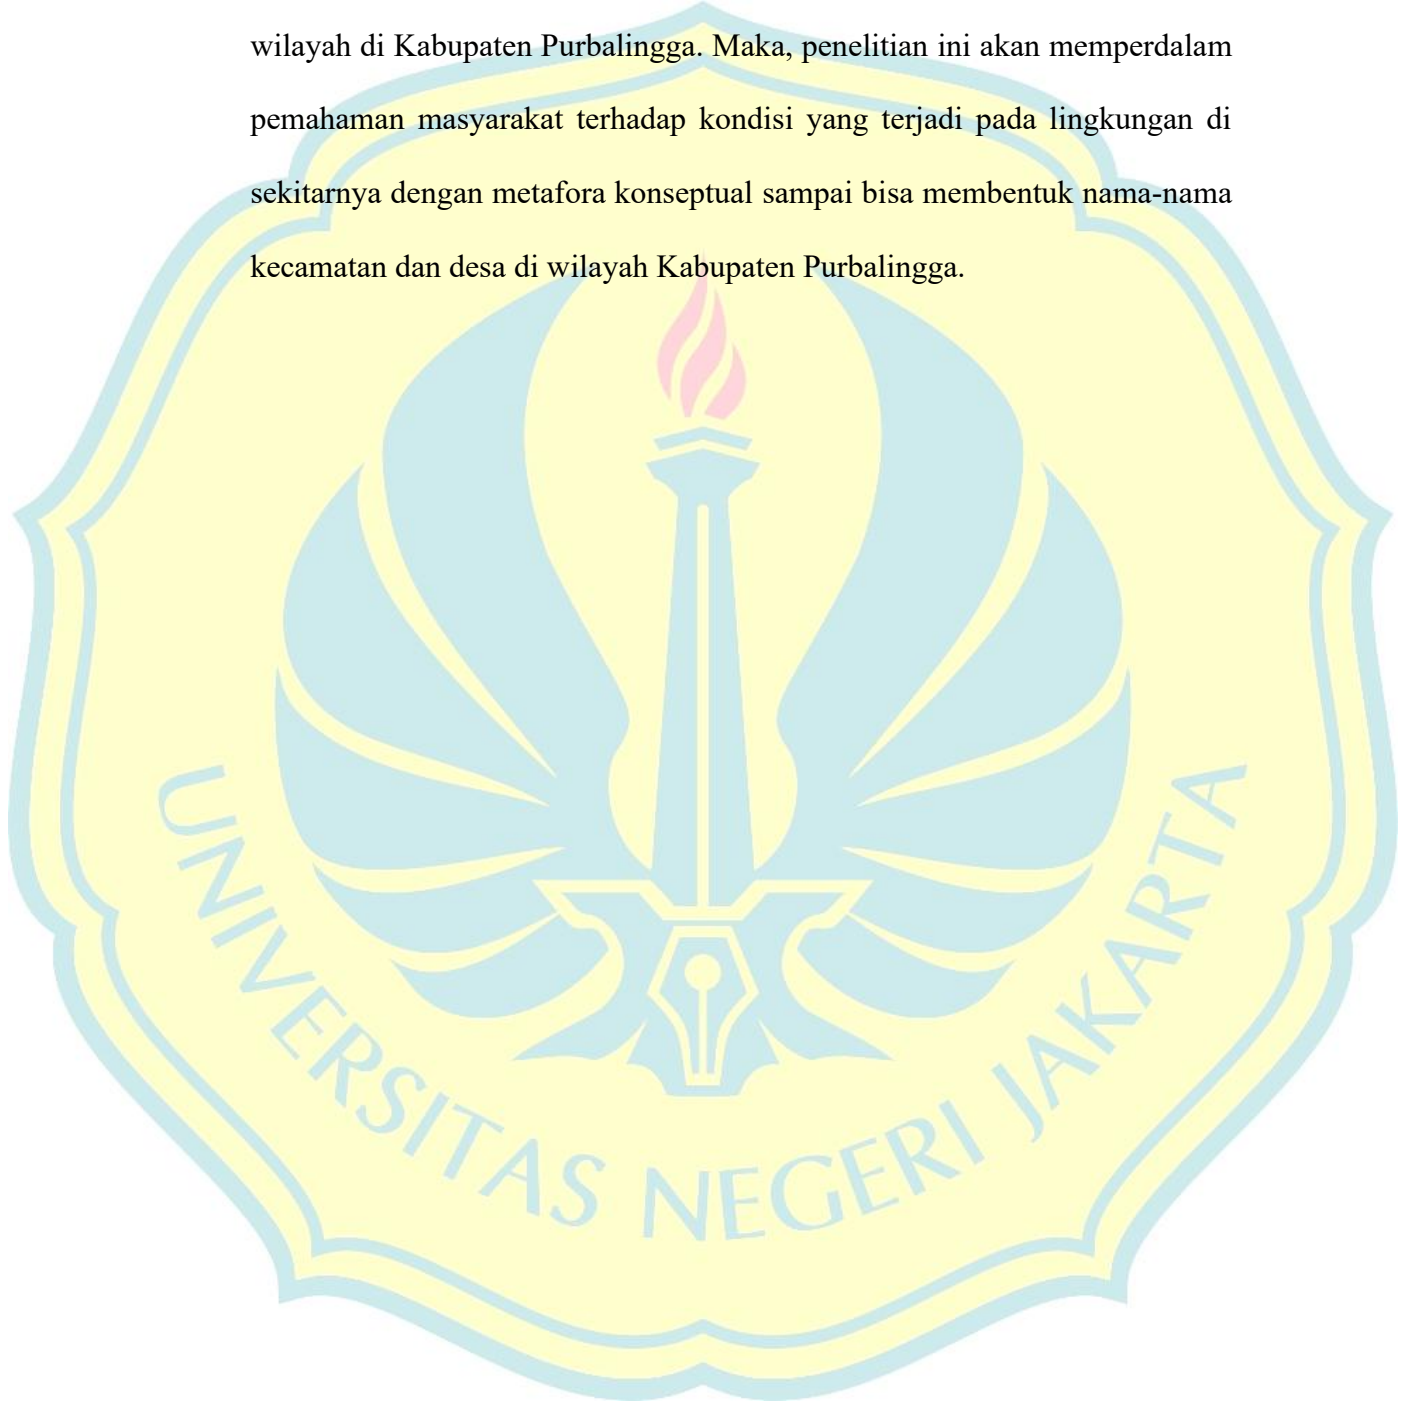 wilayah di Kabupaten Purbalingga. Maka, penelitian ini akan memperdalam
pemahaman masyarakat terhadap kondisi yang terjadi pada lingkungan di
sekitarnya dengan metafora konseptual sampai bisa membentuk nama-nama
kecamatan dan desa di wilayah Kabupaten Purbalingga.
UNIVERSITAS NEGERI JAKARTA